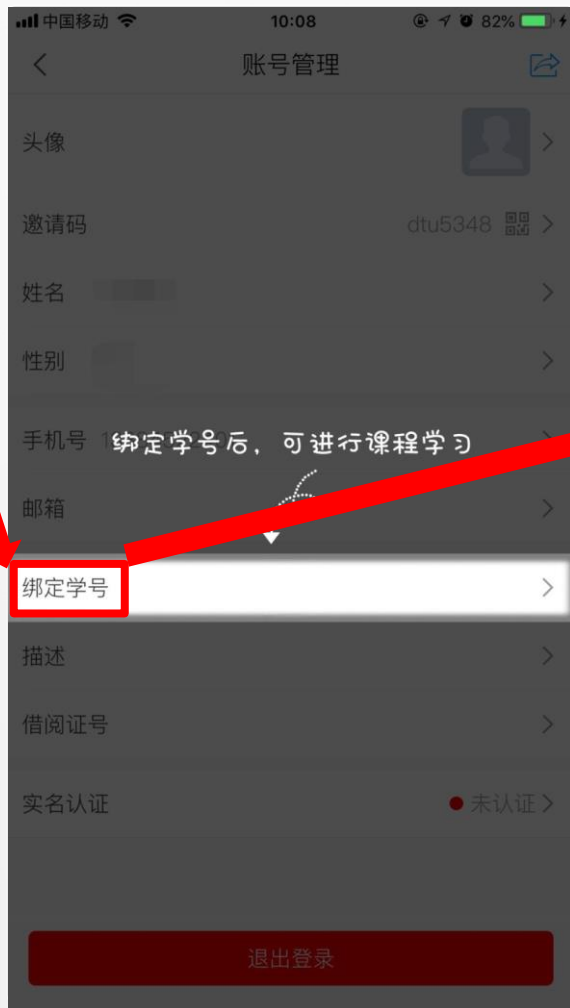 中国移动 10:08 82%
账号管理
头像
邀请码 dtu5348
姓名
性别
手机号 1
绑定学号后，可进行课程学习
邮箱
绑定学号
描述
借阅证号
实名认证 未认证
退出登录